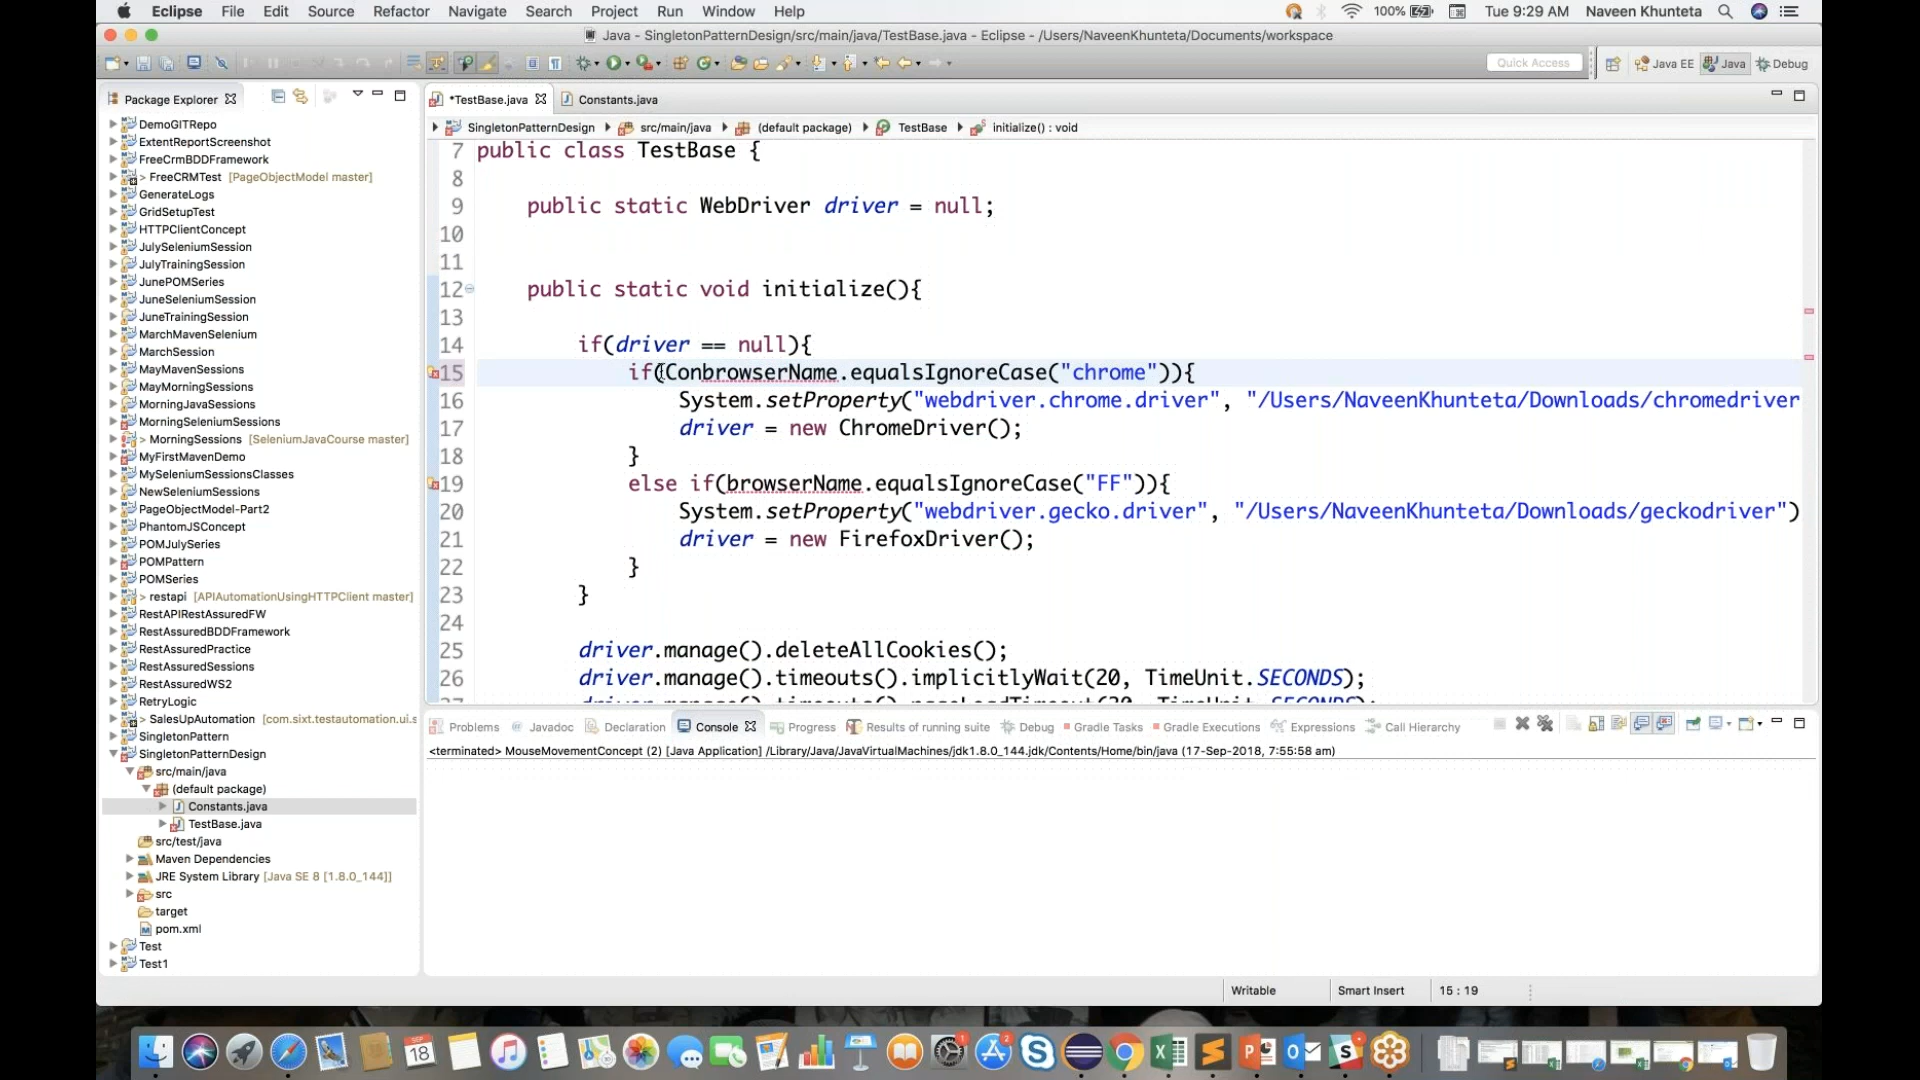 Eclipse File Edit Source Refactor Navigate Search Project Run Window Help 100% Tue 9:29 AM Naveen Khunteta
Java - SingletonPatternDesign/src/main/java/TestBase.java - Eclipse - /Users/NaveenKhunteta/Documents/workspace
Quick Access Java EE Java Debug
Package Explorer
DemoGITRepo
ExtentReportScreenshot
FreeCrmBDDFramework
> FreeCRMTest [PageObjectModel master]
GenerateLogs
GridSetupTest
HTTPClientConcept
JulySeleniumSession
JulyTrainingSession
JunePOMSeries
JuneSeleniumSession
JuneTrainingSession
MarchMavenSelenium
MarchSession
MayMavenSessions
MayMorningSessions
MorningJavaSessions
MorningSeleniumSessions
> MorningSessions [SeleniumJavaCourse master]
MyFirstMavenDemo
MySeleniumSessionsClasses
NewSeleniumSessions
PageObjectModel-Part2
PhantomJSConcept
POMJulySeries
POMPattern
POMSeries
> restapi [APIAutomationUsingHTTPClient master]
RestAPIRestAssuredFW
RestAssuredBDDFramework
RestAssuredPractice
RestAssuredSessions
RestAssuredWS2
RetryLogic
> SalesUpAutomation [com.sixt.testautomation.ui.s
SingletonPattern
SingletonPatternDesign
src/main/java
(default package)
Constants.java
TestBase.java
src/test/java
Maven Dependencies
JRE System Library [Java SE 8 [1.8.0_144]]
src
target
pom.xml
Test
Test1
*TestBase.java Constants.java
SingletonPatternDesign src/main/java (default package) TestBase initialize() : void
7 public class TestBase {
8
9 public static WebDriver driver = null;
10
11
12 public static void initialize(){
13
14 if(driver == null){
15 if(ConbrowserName.equalsIgnoreCase("chrome")){
16 System.setProperty("webdriver.chrome.driver", "/Users/NaveenKhunteta/Downloads/chromedriver
17 driver = new ChromeDriver();
18 }
19 else if(browserName.equalsIgnoreCase("FF")){
20 System.setProperty("webdriver.gecko.driver", "/Users/NaveenKhunteta/Downloads/geckodriver")
21 driver = new FirefoxDriver();
22 }
23 }
24
25 driver.manage().deleteAllCookies();
26 driver.manage().timeouts().implicitlyWait(20, TimeUnit.SECONDS);
Problems Javadoc Declaration Console Progress Results of running suite Debug Gradle Tasks Gradle Executions Expressions Call Hierarchy
<terminated> MouseMovementConcept (2) [Java Application] /Library/Java/JavaVirtualMachines/jdk1.8.0_144.jdk/Contents/Home/bin/java (17-Sep-2018, 7:55:58 am)
Writable Smart Insert 15 : 19
SEP
18